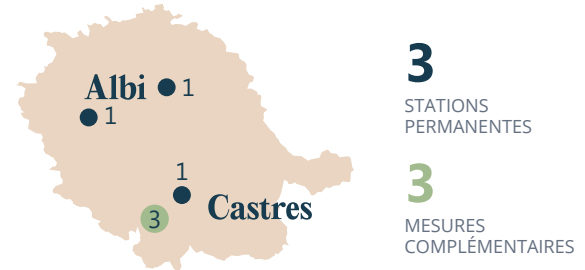 Albi 1
1
1
Castres
3
3
STATIONS
PERMANENTES
3
MESURES
COMPLÉMENTAIRES